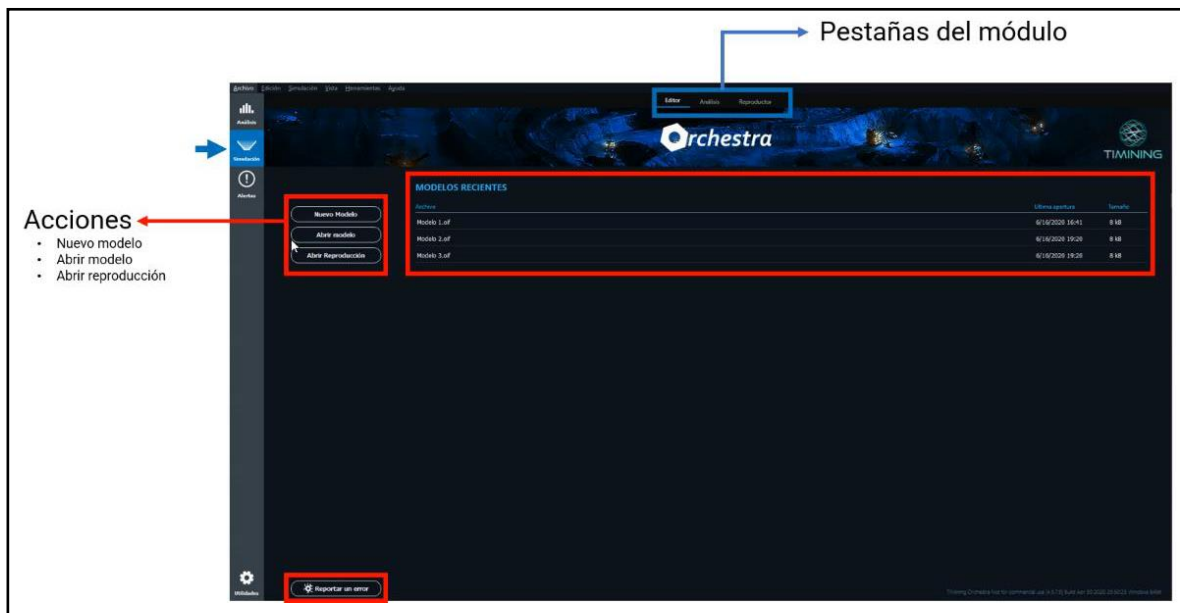 Pestañas del módulo
Archivo Edición Simulación Vista Herramientas Ayuda
Editor Análisis Reproductor
Análisis
Orchestra
Simulación
TIMINING
Alertas
MODELOS RECIENTES
Archivo Última apertura Tamaño
Nuevo Modelo
Modelo 1.oif 6/16/2020 16:41 8 kB
Acciones
Abrir modelo
Modelo 2.oif 6/16/2020 19:20 8 kB
• Nuevo modelo
Abrir Reproducción
Modelo 3.oif 6/16/2020 19:20 8 kB
• Abrir modelo
• Abrir reproducción
Utilidades
Reportar un error